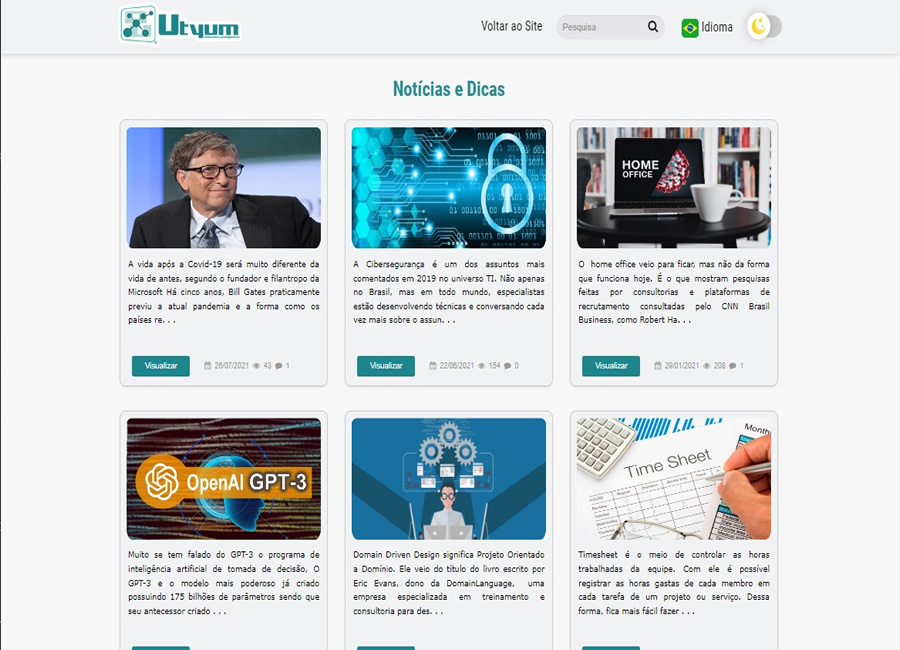 Utyum
Voltar ao Site
Pesquisa
Idioma
Notícias e Dicas
HOME
OFFICE
A vida após a Covid-19 será muito diferente da
vida de antes, segundo o fundador e filantropo da
Microsoft Há cinco anos, Bill Gates praticamente
previu a atual pandemia e a forma como os
países re. . .
A Cibersegurança é um dos assuntos mais
comentados em 2019 no universo TI. Não apenas
no Brasil, mas em todo mundo, especialistas
estão desenvolvendo técnicas e conversando cada
vez mais sobre o assun. . .
O home office veio para ficar, mas não da forma
que funciona hoje. É o que mostram pesquisas
feitas por consultorias e plataformas de
recrutamento consultadas pelo CNN Brasil
Business, como Robert Ha. . .
Visualizar 26/07/2021 43 1
Visualizar 22/06/2021 154 0
Visualizar 29/01/2021 208 1
OpenAI GPT-3
Month
Time Sheet
Muito se tem falado do GPT-3 o programa de
inteligência artificial de tomada de decisão, O
GPT-3 e o modelo mais poderoso já criado
possuindo 175 bilhões de parâmetros sendo que
seu antecessor criado . . .
Domain Driven Design significa Projeto Orientado
a Domínio. Ele veio do título do livro escrito por
Eric Evans, dono da DomainLanguage, uma
empresa especializada em treinamento e
consultoria para des. . .
Timesheet é o meio de controlar as horas
trabalhadas da equipe. Com ele é possível
registrar as horas gastas de cada membro em
cada tarefa de um projeto ou serviço. Dessa
forma, fica mais fácil fazer . . .